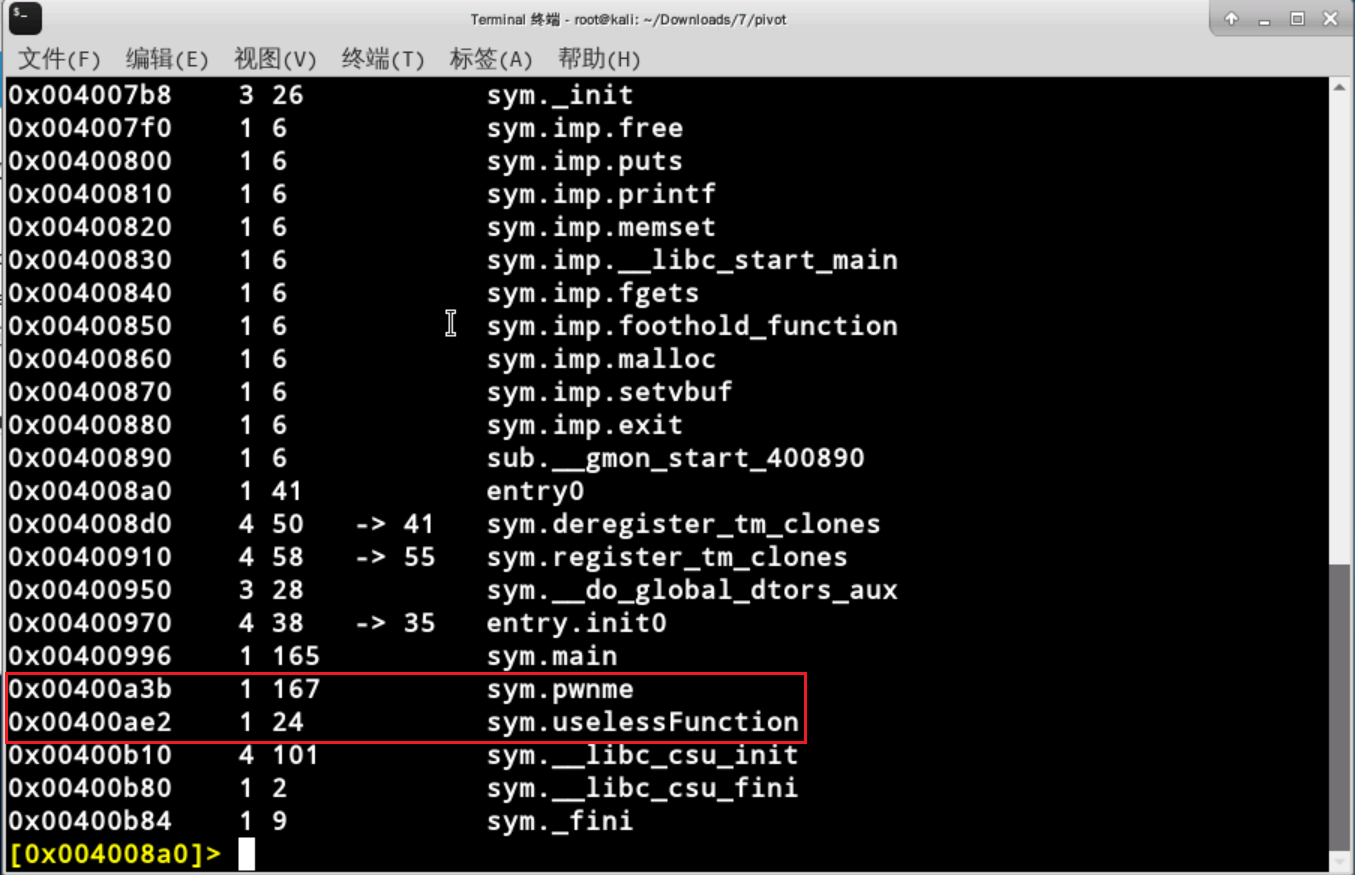 Terminal 终端 - root@kali: ~/Downloads/7/pivot
文件(F) 编辑(E) 视图(V) 终端(T) 标签(A) 帮助(H)
0x004007b8 3 26 sym._init
0x004007f0 1 6 sym.imp.free
0x00400800 1 6 sym.imp.puts
0x00400810 1 6 sym.imp.printf
0x00400820 1 6 sym.imp.memset
0x00400830 1 6 sym.imp.__libc_start_main
0x00400840 1 6 sym.imp.fgets
0x00400850 1 6 sym.imp.foothold_function
0x00400860 1 6 sym.imp.malloc
0x00400870 1 6 sym.imp.setvbuf
0x00400880 1 6 sym.imp.exit
0x00400890 1 6 sub.__gmon_start_400890
0x004008a0 1 41 entry0
0x004008d0 4 50 -> 41 sym.deregister_tm_clones
0x00400910 4 58 -> 55 sym.register_tm_clones
0x00400950 3 28 sym.__do_global_dtors_aux
0x00400970 4 38 -> 35 entry.init0
0x00400996 1 165 sym.main
0x00400a3b 1 167 sym.pwnme
0x00400ae2 1 24 sym.uselessFunction
0x00400b10 4 101 sym.__libc_csu_init
0x00400b80 1 2 sym.__libc_csu_fini
0x00400b84 1 9 sym._fini
[0x004008a0]>